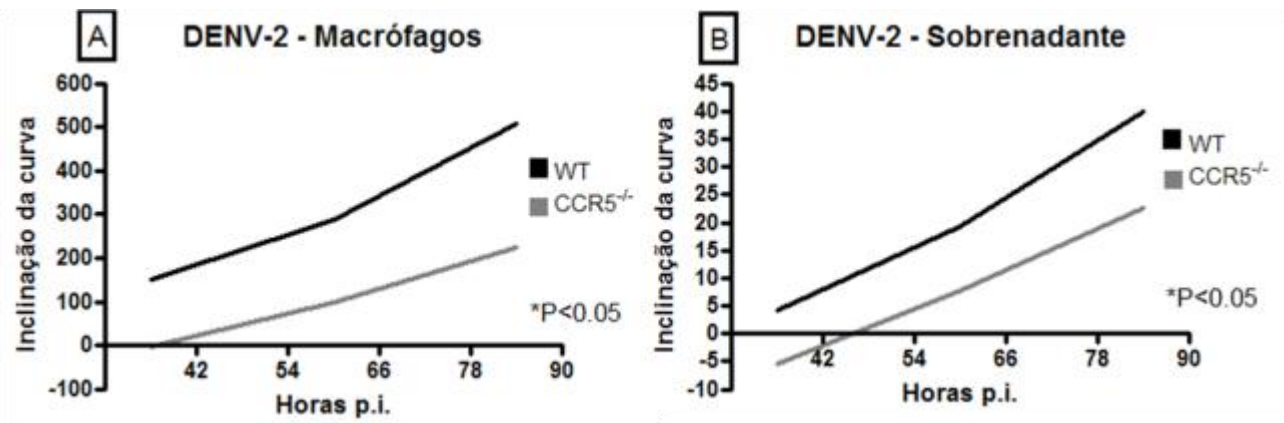 A
DENV-2 - Macrófagos
Inclinação da curva
600
500
400
300
200
100
0
-100
42
54
66
78
90
Horas p.i.
WT
CCR5-/-
*P<0.05
B
DENV-2 - Sobrenadante
Inclinação da curva
45
40
35
30
25
20
15
10
5
0
-5
-10
42
54
66
78
90
Horas p.i.
WT
CCR5-/-
*P<0.05